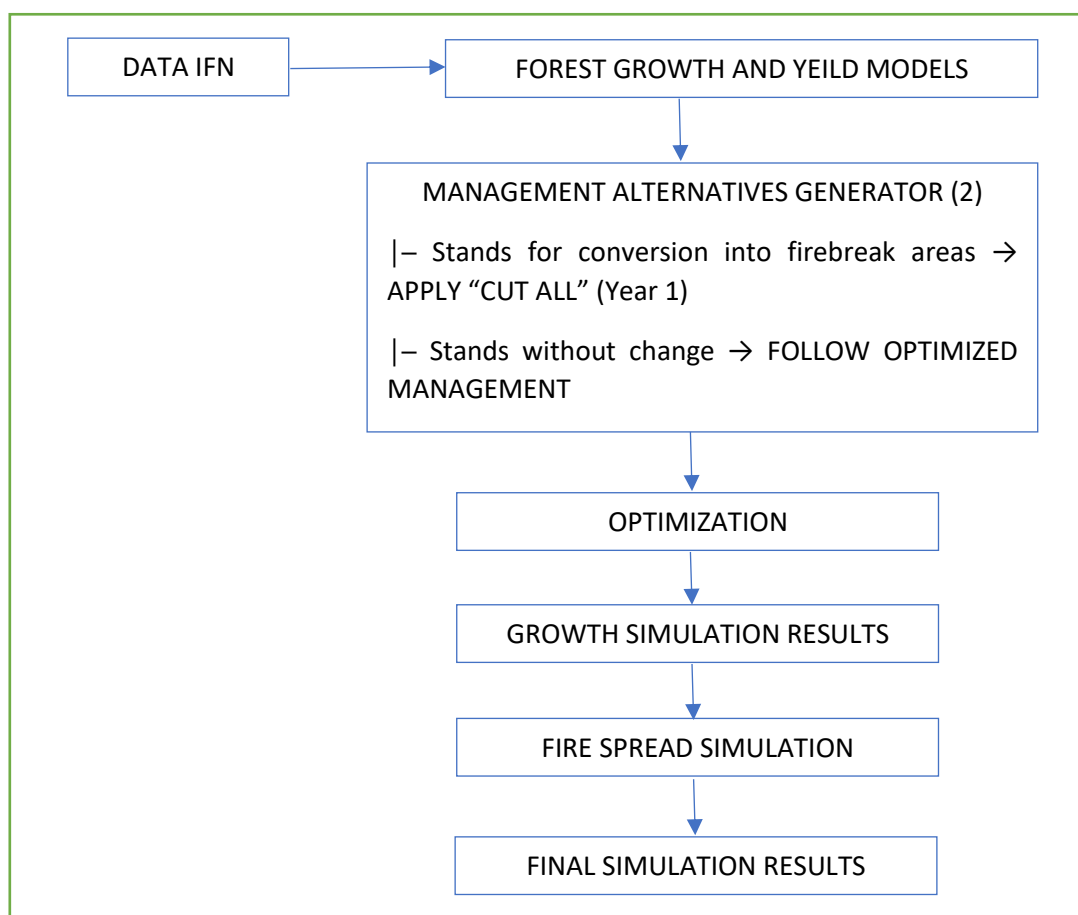 DATA IFN
FOREST GROWTH AND YEILD MODELS
MANAGEMENT ALTERNATIVES GENERATOR (2)
|– Stands for conversion into firebreak areas →
APPLY “CUT ALL” (Year 1)
|– Stands without change → FOLLOW OPTIMIZED
MANAGEMENT
OPTIMIZATION
GROWTH SIMULATION RESULTS
FIRE SPREAD SIMULATION
FINAL SIMULATION RESULTS